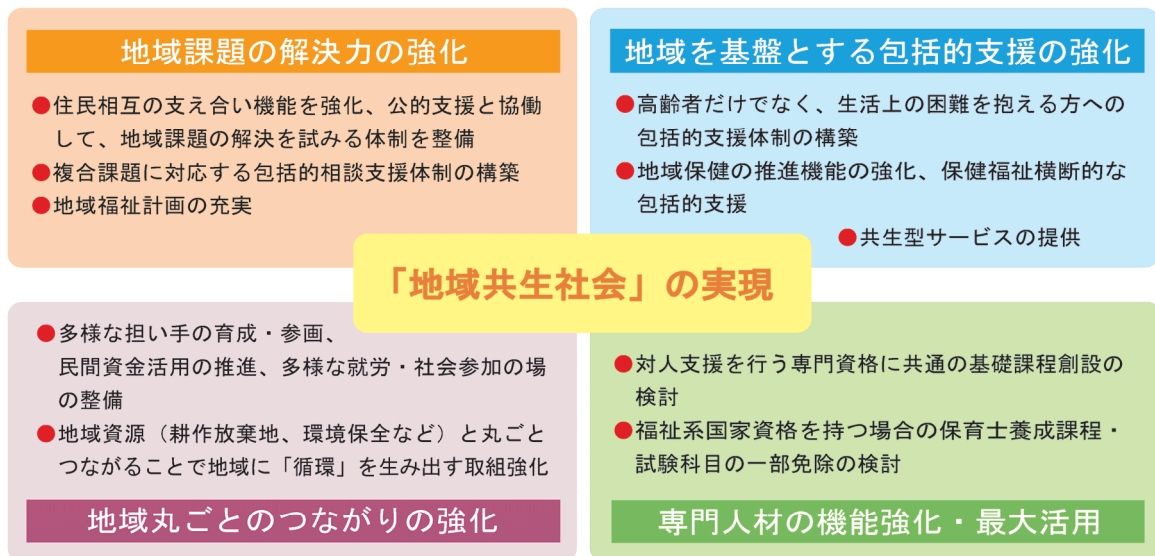 地域課題の解決力の強化
●住民相互の支え合い機能を強化、公的支援と協働
して、地域課題の解決を試みる体制を整備
●複合課題に対応する包括的相談支援体制の構築
●地域福祉計画の充実
地域を基盤とする包括的支援の強化
●高齢者だけでなく、生活上の困難を抱える方への
包括的支援体制の構築
●地域保健の推進機能の強化、保健福祉横断的な
包括的支援
●共生型サービスの提供
「地域共生社会」の実現
●多様な担い手の育成・参画、
民間資金活用の推進、多様な就労・社会参加の場
の整備
●地域資源（耕作放棄地、環境保全など）と丸ごと
つながることで地域に「循環」を生み出す取組強化
地域丸ごとのつながりの強化
●対人支援を行う専門資格に共通の基礎課程創設の
検討
●福祉系国家資格を持つ場合の保育士養成課程・
試験科目の一部免除の検討
専門人材の機能強化・最大活用